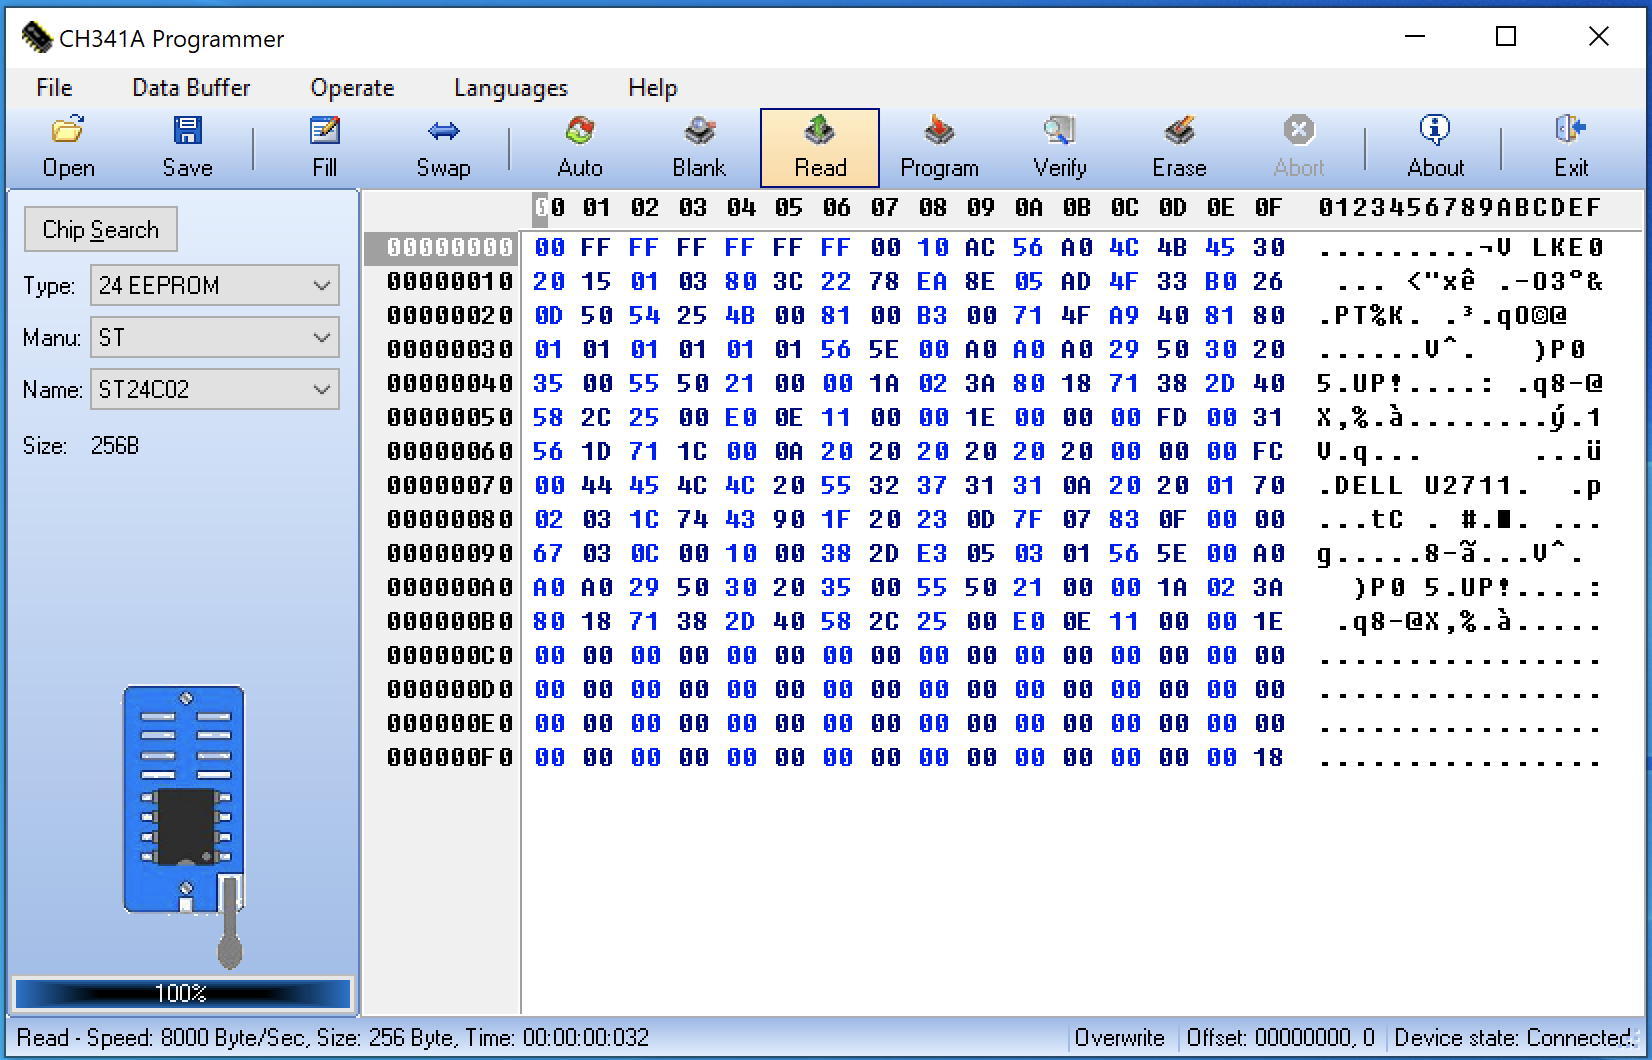 CH341A Programmer
File Data Buffer Operate Languages Help
Open Save Fill Swap Auto Blank Read Program Verify Erase Abort About Exit
Chip Search
Type: 24 EEPROM
Manu: ST
Name: ST24C02
Size: 256B
100%
00 01 02 03 04 05 06 07 08 09 0A 0B 0C 0D 0E 0F 0123456789ABCDEF
00000000 00 FF FF FF FF FF FF 00 10 AC 56 A0 4C 4B 45 30 .........¬V LKE0
00000010 20 15 01 03 80 3C 22 78 EA 8E 05 AD 4F 33 B0 26 ... <"xê .-O3°&
00000020 0D 50 54 25 4B 00 81 00 B3 00 71 4F A9 40 81 80 .PT%K. .³.qO©@
00000030 01 01 01 01 01 01 56 5E 00 A0 A0 A0 29 50 30 20 ......V^.   )P0
00000040 35 00 55 50 21 00 00 1A 02 3A 80 18 71 38 2D 40 5.UP!....: .q8-@
00000050 58 2C 25 00 E0 0E 11 00 00 1E 00 00 00 FD 00 31 X,%.à........ý.1
00000060 56 1D 71 1C 00 0A 20 20 20 20 20 20 00 00 00 FC V.q...      ...ü
00000070 00 44 45 4C 4C 20 55 32 37 31 31 0A 20 20 01 70 .DELL U2711.  .p
00000080 02 03 1C 74 43 90 1F 20 23 0D 7F 07 83 0F 00 00 ...tC . #.■. ...
00000090 67 03 0C 00 10 00 38 2D E3 05 03 01 56 5E 00 A0 g.....8-ã...V^.
000000A0 A0 A0 29 50 30 20 35 00 55 50 21 00 00 1A 02 3A )P0 5.UP!....:
000000B0 80 18 71 38 2D 40 58 2C 25 00 E0 0E 11 00 00 1E .q8-@X,%.à.....
000000C0 00 00 00 00 00 00 00 00 00 00 00 00 00 00 00 00 ................
000000D0 00 00 00 00 00 00 00 00 00 00 00 00 00 00 00 00 ................
000000E0 00 00 00 00 00 00 00 00 00 00 00 00 00 00 00 00 ................
000000F0 00 00 00 00 00 00 00 00 00 00 00 00 00 00 00 18 ................
Read - Speed: 8000 Byte/Sec, Size: 256 Byte, Time: 00:00:00:032 Overwrite Offset: 00000000, 0 Device state: Connected.